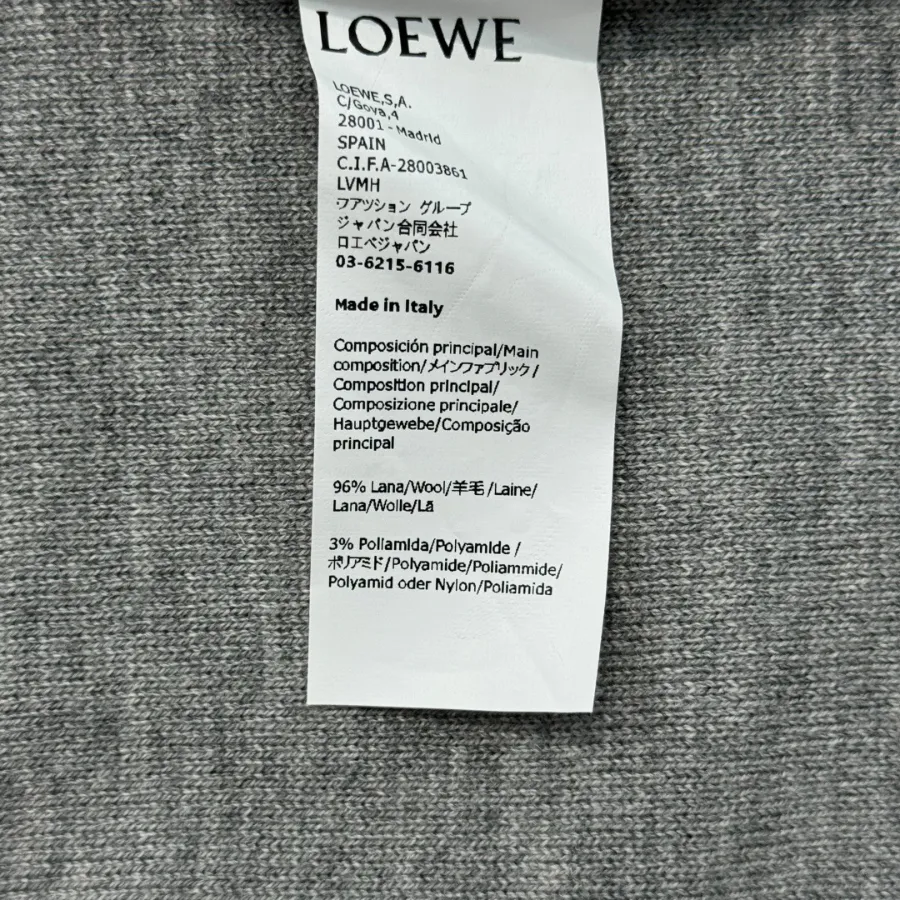 LOEWE
LOEWE,S,A.
C/Goya,4
28001 - Madrid
SPAIN
C.I.F.A-28003861
LVMH
ファッション グループ
ジャパン合同会社
ロエベジャパン
03-6215-6116
Made in Italy
Composición principal/Main
composition/メインファブリック/
Composition principal/
Composizione principale/
Hauptgewebe/Composição
principal
96% Lana/Wool/羊毛/Laine/
Lana/Wolle/Lã
3% Poliamida/Polyamide /
ポリアミド/Polyamide/Poliammide/
Polyamid oder Nylon/Poliamida